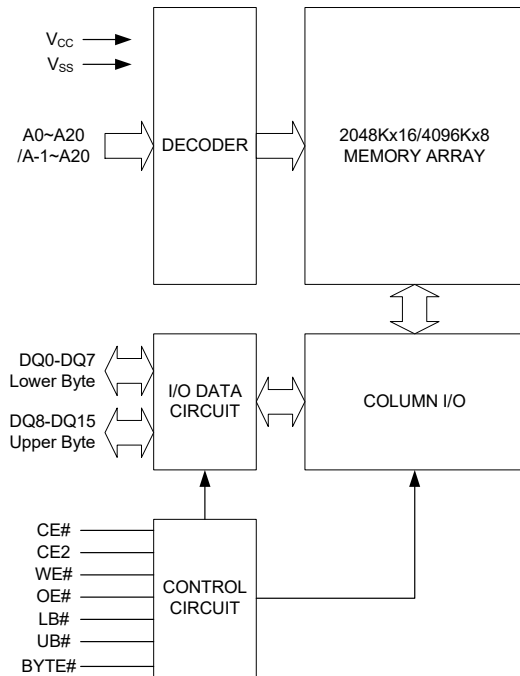 VCC
VSS
A0~A20
/A-1~A20
DECODER
2048Kx16/4096Kx8
MEMORY ARRAY
DQ0-DQ7
Lower Byte
DQ8-DQ15
Upper Byte
I/O DATA
CIRCUIT
COLUMN I/O
CE#
CE2
WE#
OE#
LB#
UB#
BYTE#
CONTROL
CIRCUIT